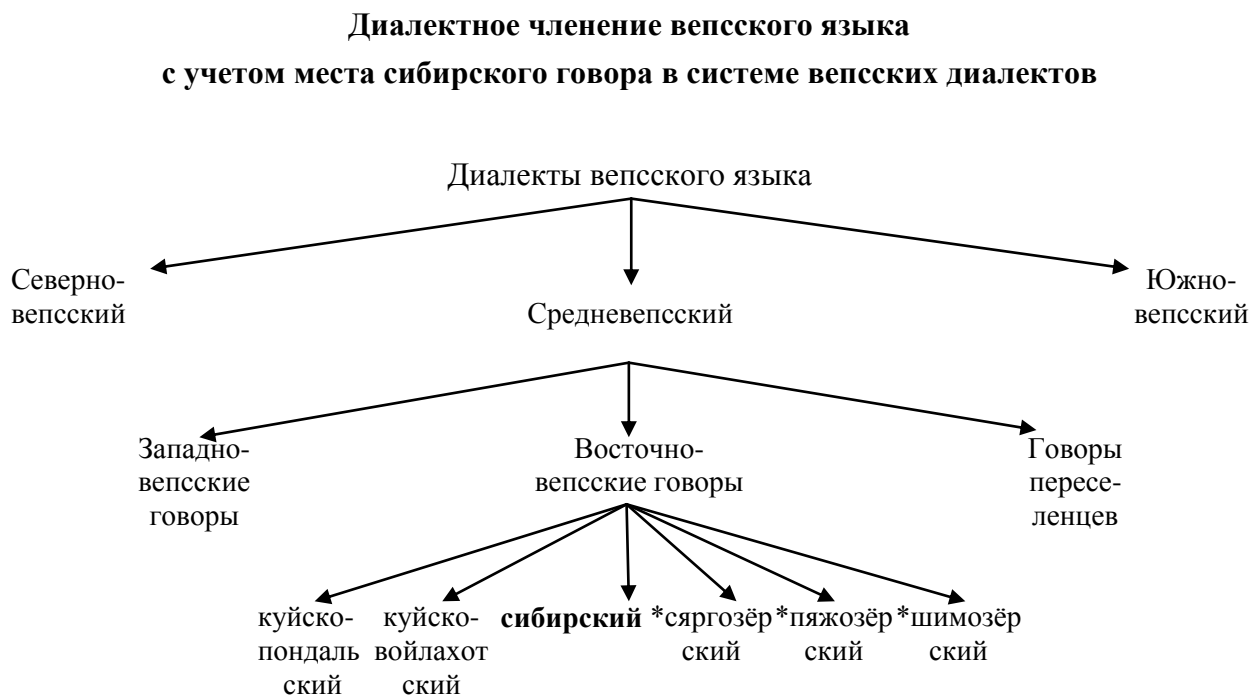 Диалектное членение вепсского языка
с учетом места сибирского говора в системе вепсских диалектов
Диалекты вепсского языка
Северно-
вепсский
Средневепсский
Южно-
вепсский
Западно-
вепсские
говоры
Восточно-
вепсские говоры
Говоры
пересе-
ленцев
куйско-
пондаль
ский
куйско-
войлахот
ский
сибирский
*сяргозёр
ский
*пяжозёр
ский
*шимозёр
ский